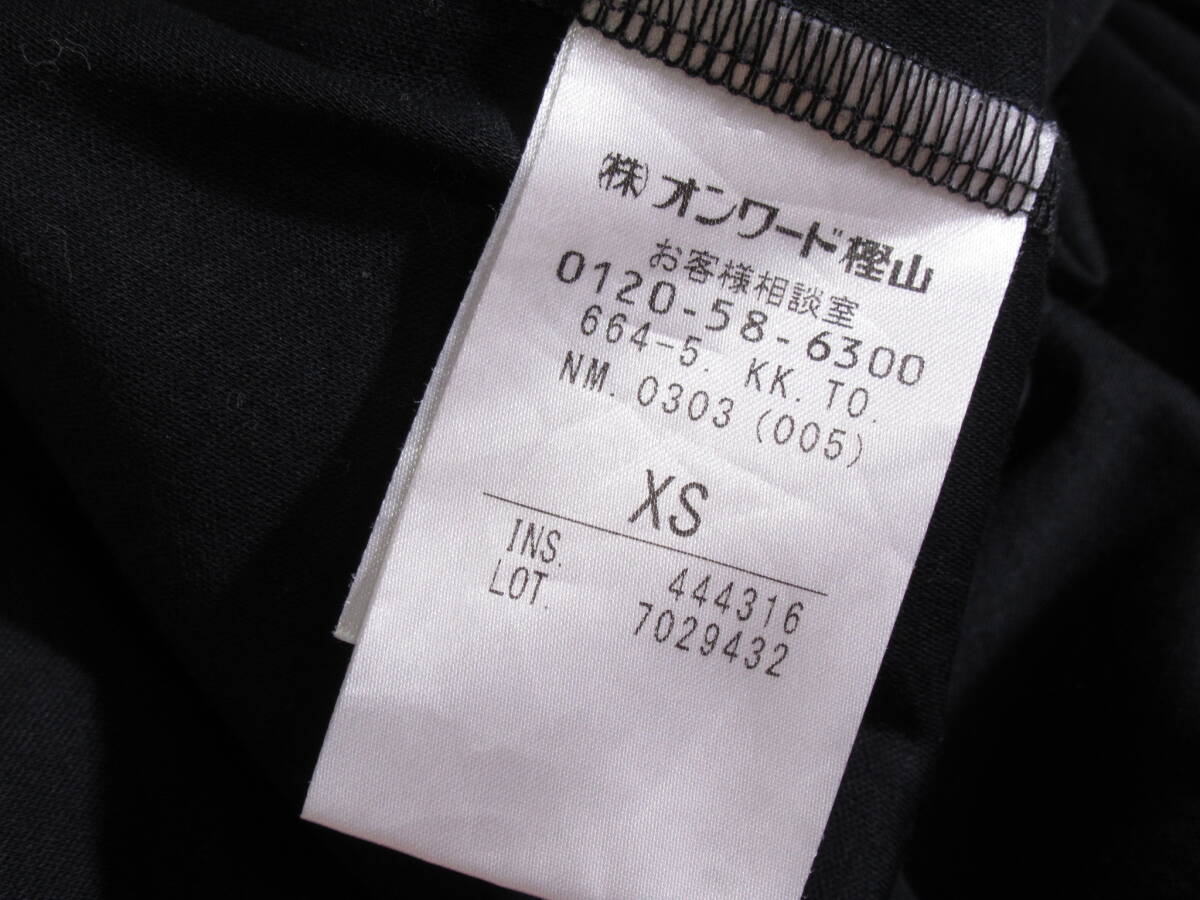 ㈱オンワード樫山
お客様相談室
0120-58-6300
664-5. KK. TO.
NM. 0303 (005)
XS
INS. 444316
LOT. 7029432